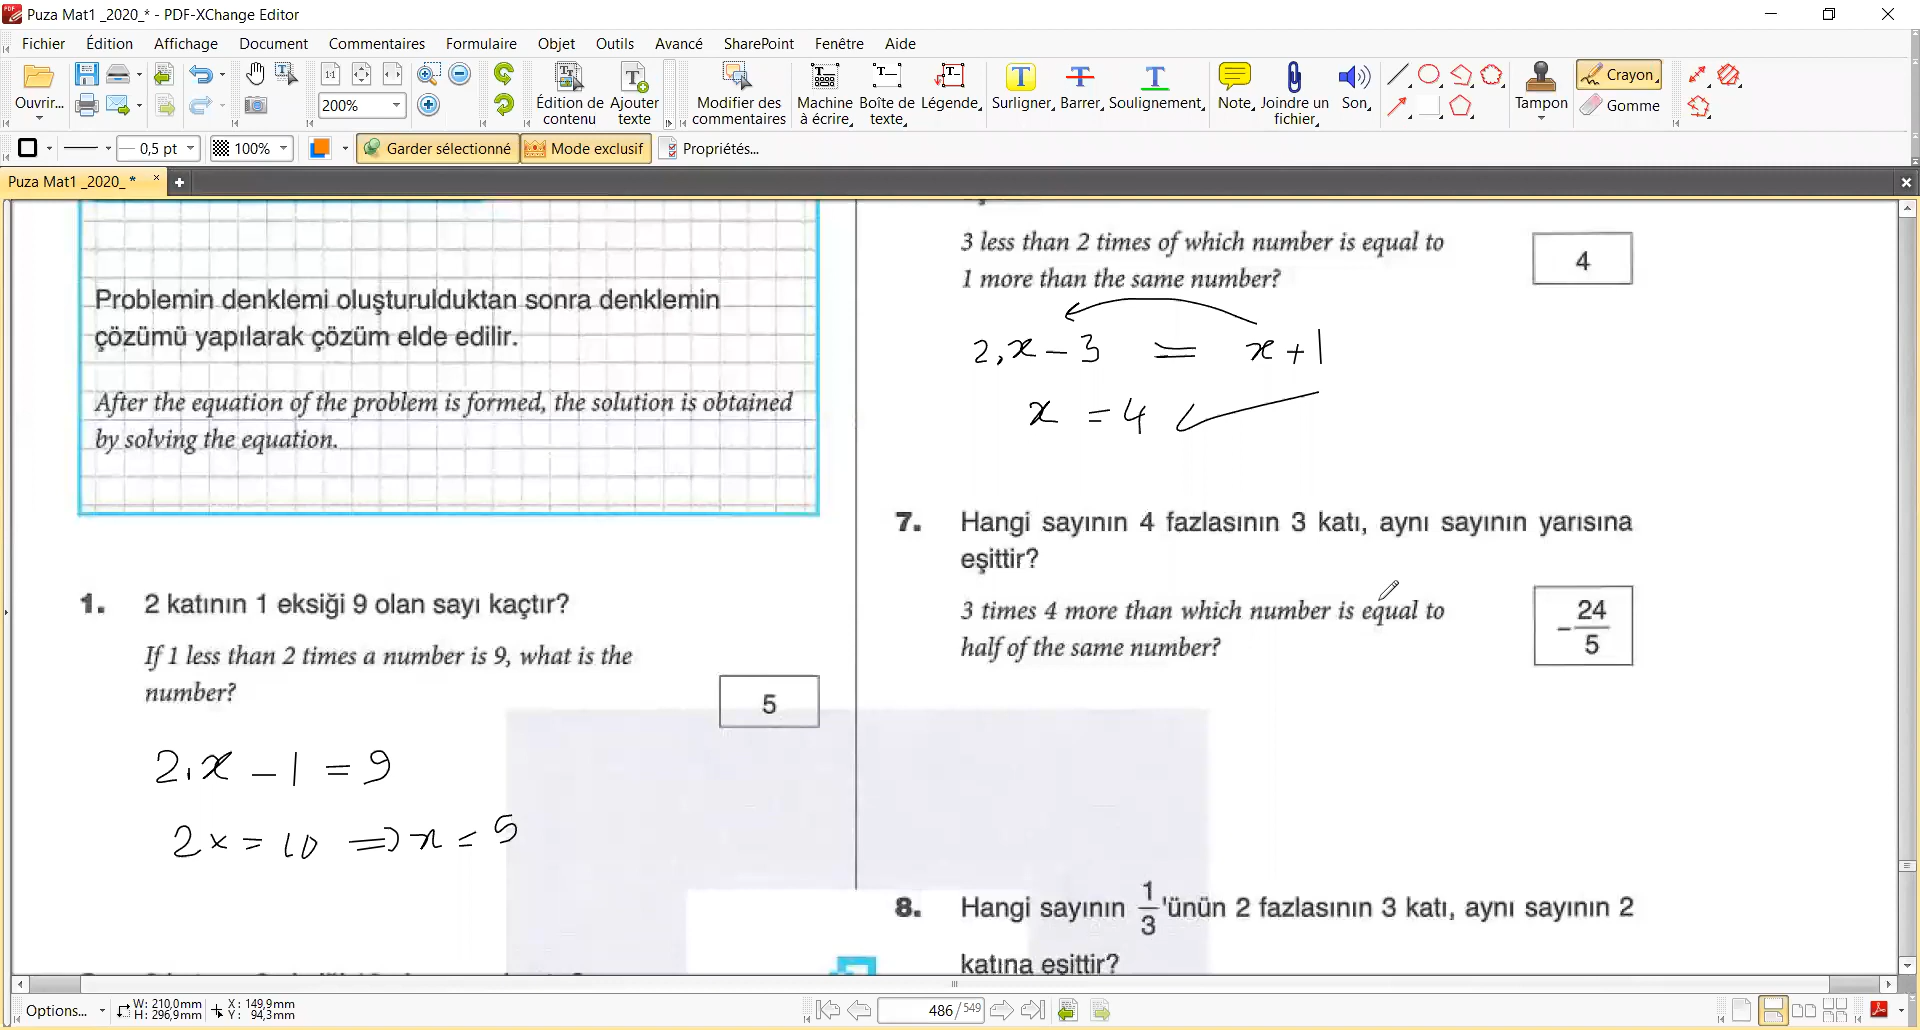 Puza Mat1 _2020_* - PDF-XChange Editor
Fichier Édition Affichage Document Commentaires Formulaire Objet Outils Avancé SharePoint Fenêtre Aide
Ouvrir...
200%
Édition de contenu
Ajouter texte
Modifier des commentaires
Machine à écrire
Boîte de texte
Légende
Surligner
Barrer
Soulignement
Note
Joindre un fichier
Son
Tampon
Crayon
Gomme
0,5 pt 100% Garder sélectionné Mode exclusif Propriétés...
Puza Mat1 _2020_ *
Problemin denklemi oluşturulduktan sonra denklemin
çözümü yapılarak çözüm elde edilir.
After the equation of the problem is formed, the solution is obtained
by solving the equation.
1. 2 katının 1 eksiği 9 olan sayı kaçtır?
If 1 less than 2 times a number is 9, what is the
number?
5
2.x - 1 = 9
2x = 10 ⇒ x = 5
3 less than 2 times of which number is equal to
1 more than the same number?
4
2.x - 3 = x + 1
x = 4
7. Hangi sayının 4 fazlasının 3 katı, aynı sayının yarısına
eşittir?
3 times 4 more than which number is equal to
half of the same number?
-24/5
8. Hangi sayının 1/3'ünün 2 fazlasının 3 katı, aynı sayının 2
katına eşittir?
Options... W: 210,0mm X: 149,9mm
H: 296,9mm Y: 94,3mm
486/549